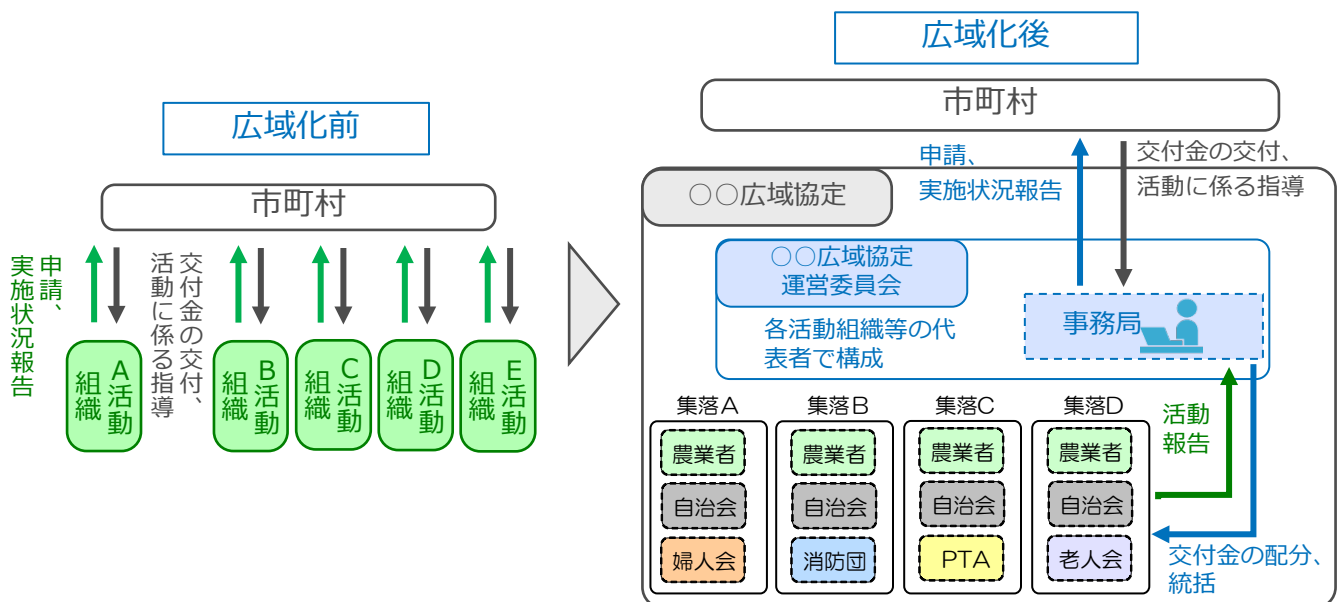 広域化前
市町村
申請、
実施状況報告
交付金の交付、
活動に係る指導
A活動
組織
B活動
組織
C活動
組織
D活動
組織
E活動
組織
広域化後
市町村
申請、
実施状況報告
交付金の交付、
活動に係る指導
○○広域協定
○○広域協定
運営委員会
各活動組織等の代
表者で構成
事務局
集落A
農業者
自治会
婦人会
集落B
農業者
自治会
消防団
集落C
農業者
自治会
PTA
集落D
農業者
自治会
老人会
活動
報告
交付金の配分、
統括